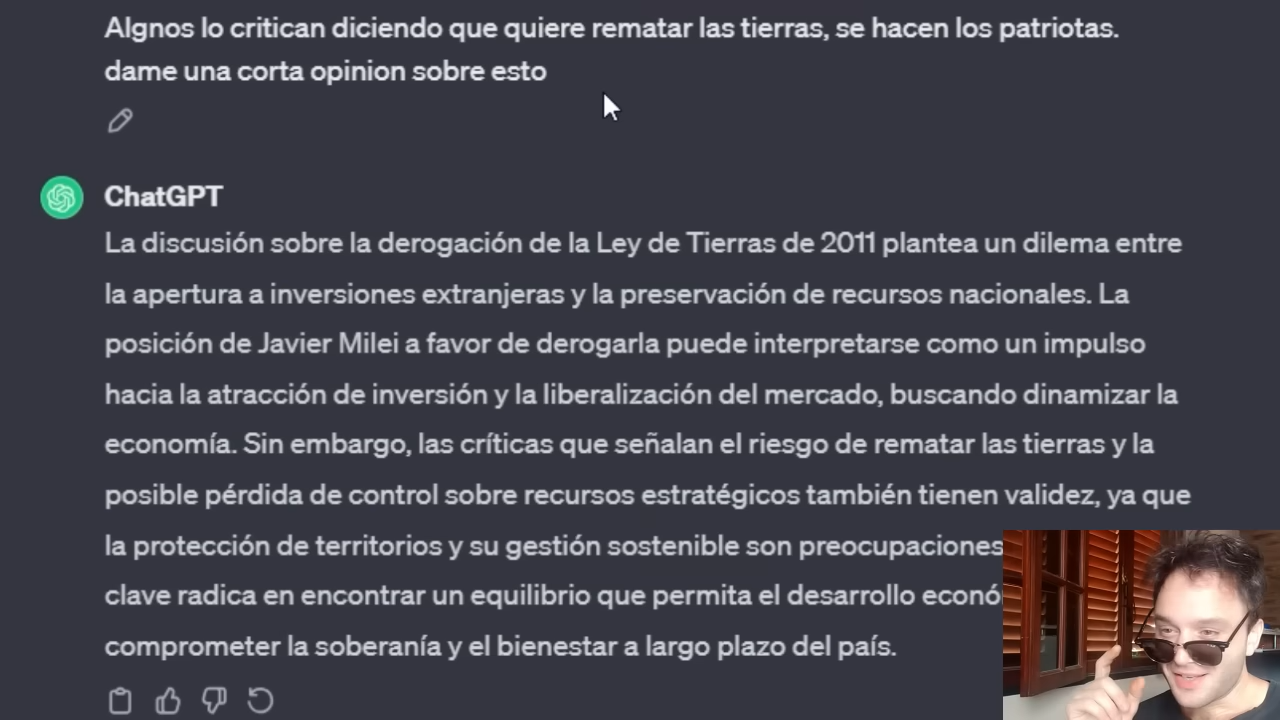 Algnos lo critican diciendo que quiere rematar las tierras, se hacen los patriotas.
dame una corta opinion sobre esto
ChatGPT
La discusión sobre la derogación de la Ley de Tierras de 2011 plantea un dilema entre
la apertura a inversiones extranjeras y la preservación de recursos nacionales. La
posición de Javier Milei a favor de derogarla puede interpretarse como un impulso
hacia la atracción de inversión y la liberalización del mercado, buscando dinamizar la
economía. Sin embargo, las críticas que señalan el riesgo de rematar las tierras y la
posible pérdida de control sobre recursos estratégicos también tienen validez, ya que
la protección de territorios y su gestión sostenible son preocupaciones
clave radica en encontrar un equilibrio que permita el desarrollo econó
comprometer la soberanía y el bienestar a largo plazo del país.